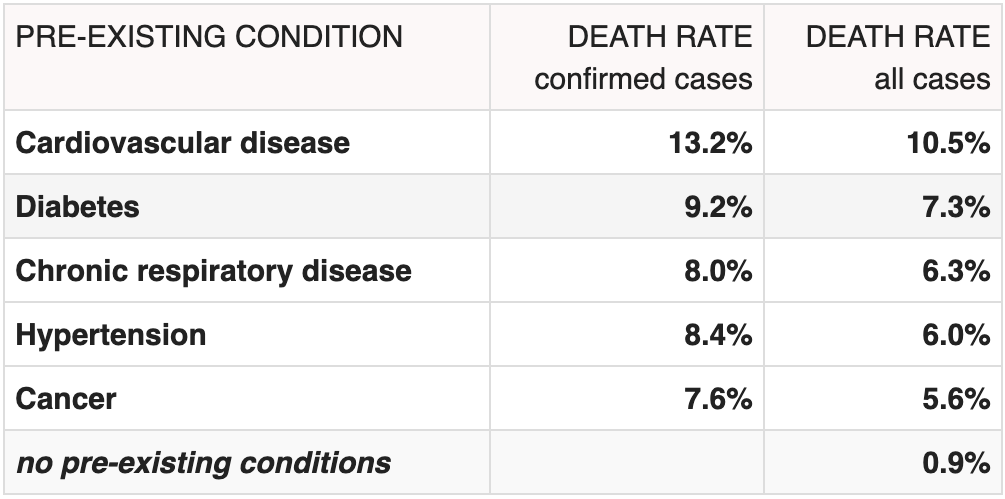 PRE-EXISTING CONDITION DEATH RATE DEATH RATE
confirmed cases all cases
Cardiovascular disease 13.2% 10.5%
Diabetes 9.2% 7.3%
Chronic respiratory disease 8.0% 6.3%
Hypertension 8.4% 6.0%
Cancer 7.6% 5.6%
no pre-existing conditions 0.9%